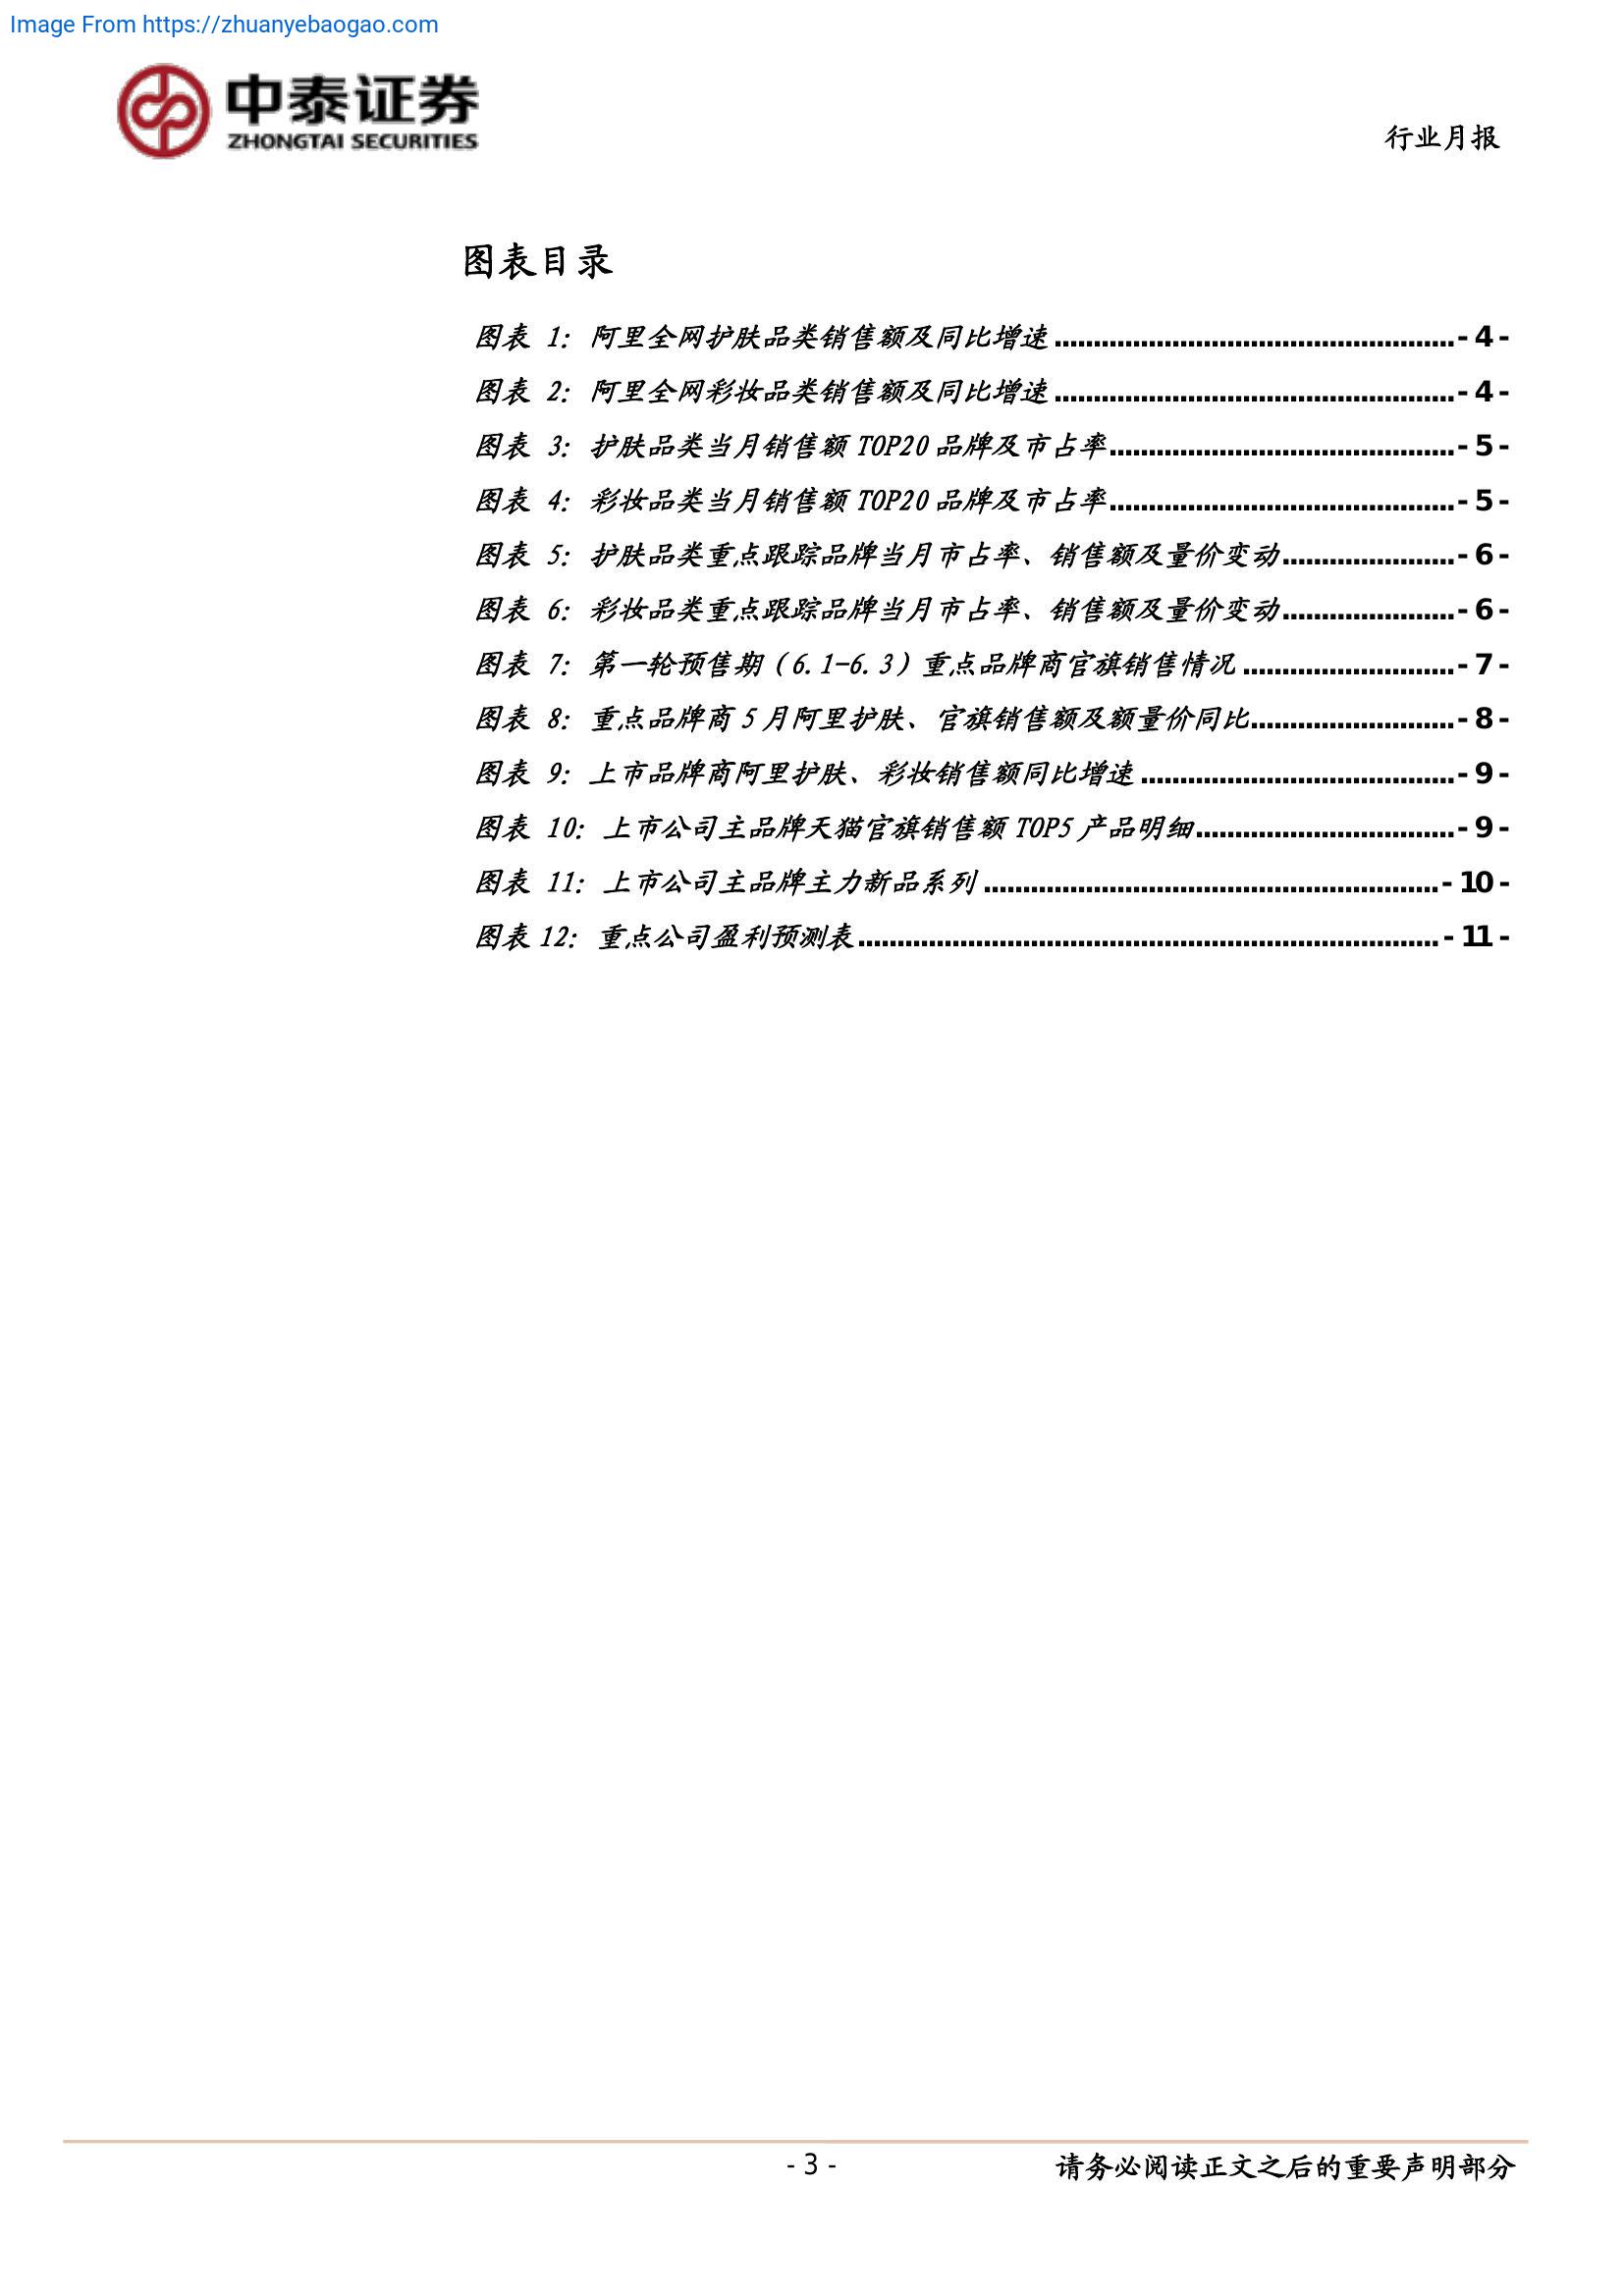 Image From https://zhuanyebaogao.com
中泰证券
ZHONGTAI SECURITIES
行业月报
图表目录
图表 1: 阿里全网护肤品类销售额及同比增速 - 4 -
图表 2: 阿里全网彩妆品类销售额及同比增速 - 4 -
图表 3: 护肤品类当月销售额 TOP20 品牌及市占率 - 5 -
图表 4: 彩妆品类当月销售额 TOP20 品牌及市占率 - 5 -
图表 5: 护肤品类重点跟踪品牌当月市占率、销售额及量价变动 - 6 -
图表 6: 彩妆品类重点跟踪品牌当月市占率、销售额及量价变动 - 6 -
图表 7: 第一轮预售期（6.1-6.3）重点品牌商官旗销售情况 - 7 -
图表 8: 重点品牌商 5 月阿里护肤、官旗销售额及额量价同比 - 8 -
图表 9: 上市品牌商阿里护肤、彩妆销售额同比增速 - 9 -
图表 10: 上市公司主品牌天猫官旗销售额 TOP5 产品明细 - 9 -
图表 11: 上市公司主品牌主力新品系列 - 10 -
图表 12: 重点公司盈利预测表 - 11 -
- 3 -
请务必阅读正文之后的重要声明部分